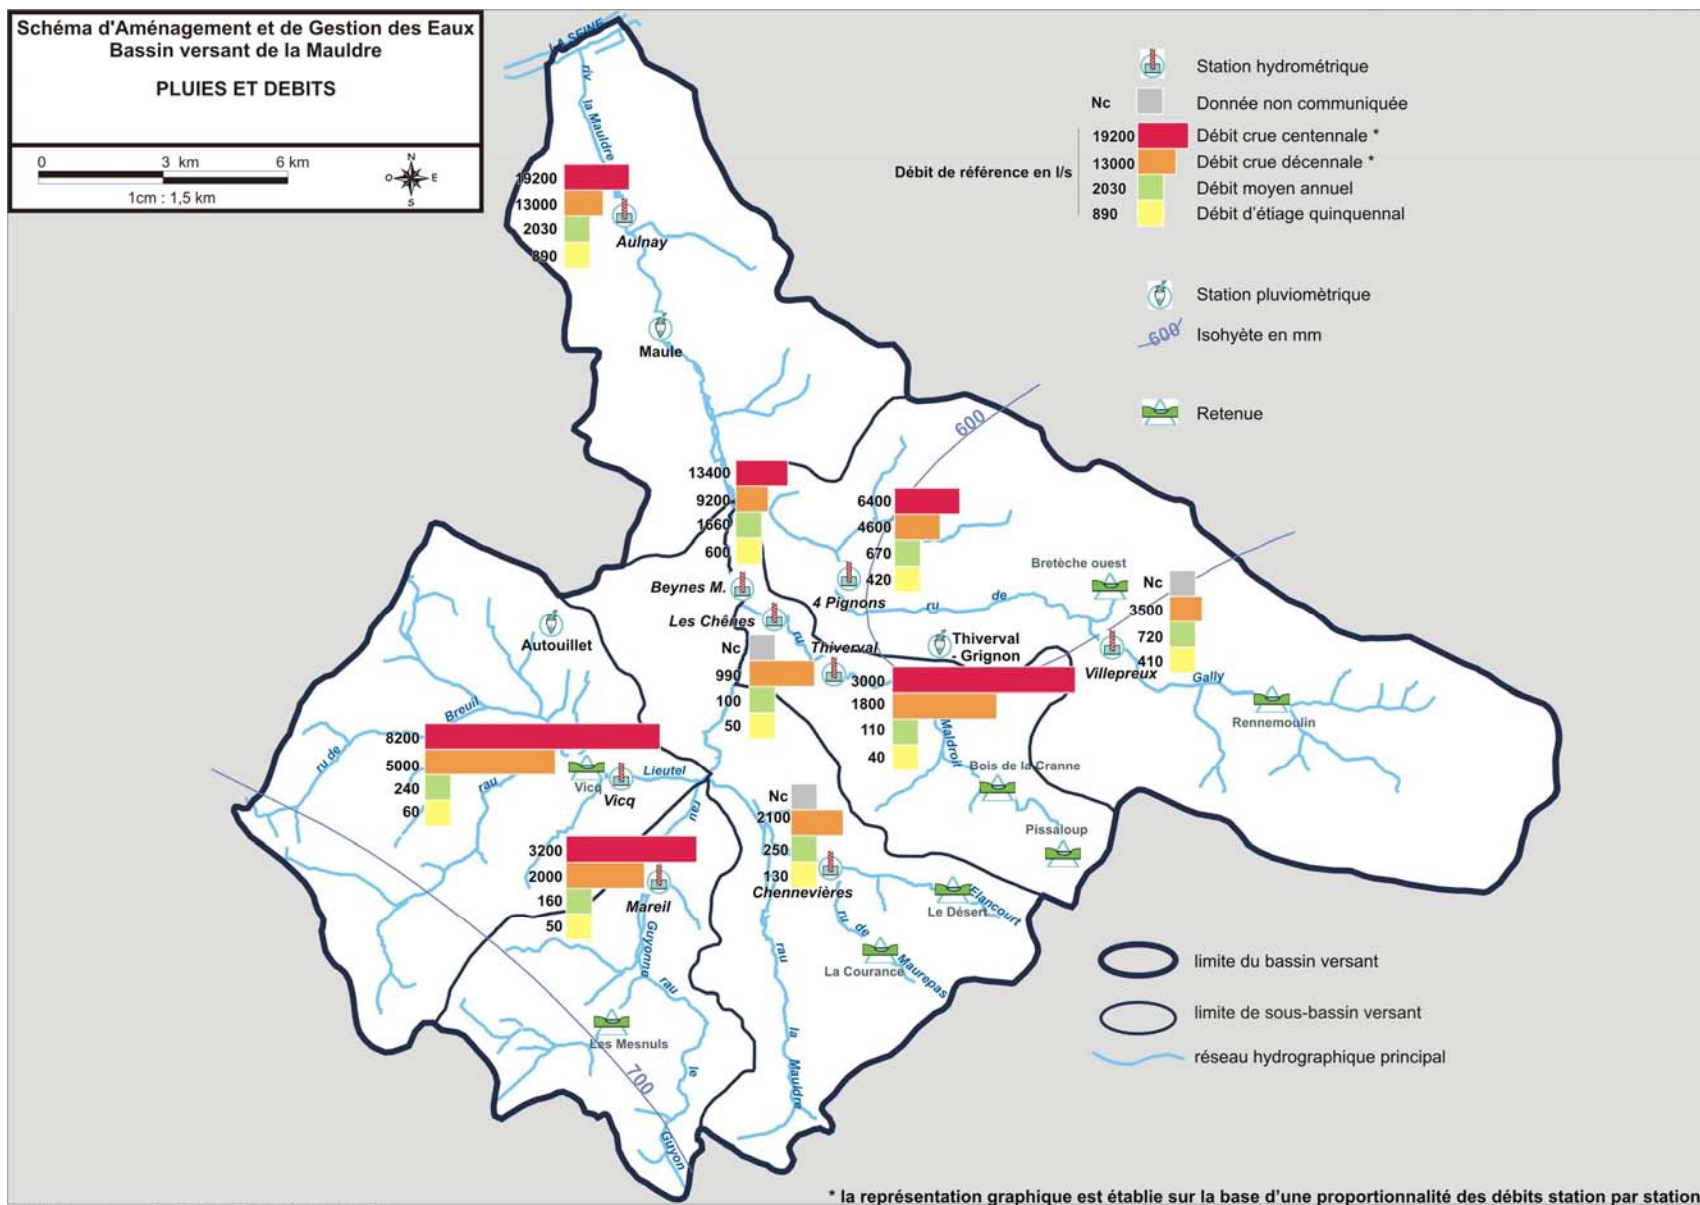 Schéma d'Aménagement et de Gestion des Eaux
Bassin versant de la Mauldre
PLUIES ET DEBITS
0 3 km 6 km
1cm : 1,5 km
N
O E
S
Station hydrométrique
Nc Donnée non communiquée
Débit de référence en l/s
19200 Débit crue centennale *
13000 Débit crue décennale *
2030 Débit moyen annuel
890 Débit d'étiage quinquennal
Station pluviomètrique
600 Isohyète en mm
Retenue
LA SEINE
riv
la Mauldre
19200
13000
2030
890
Aulnay
Maule
600
13400
9200
1660
600
Beynes M.
Les Chênes
6400
4600
670
420
4 Pignons
ru de
Bretèche ouest
Nc
3500
720
410
Villepreux
Gally
Rennemoulin
ru
Thiverval
Thiverval
- Grignon
Nc
990
100
50
3000
1800
110
40
Maldroit
Bois de la Cranne
Pissaloup
Autouillet
Breuil
ru de
8200
5000
240
60
rau
Vicq
Vicq
Lieutel
rau
Nc
2100
250
130
Chennevières
3200
2000
160
50
Mareil
Guyonne
rau
Le Désert
Elancourt
ru de
La Courance
Maurepas
rau
la
Mauldre
Les Mesnuls
700
le
Guyon
limite du bassin versant
limite de sous-bassin versant
réseau hydrographique principal
* la représentation graphique est établie sur la base d'une proportionnalité des débits station par station